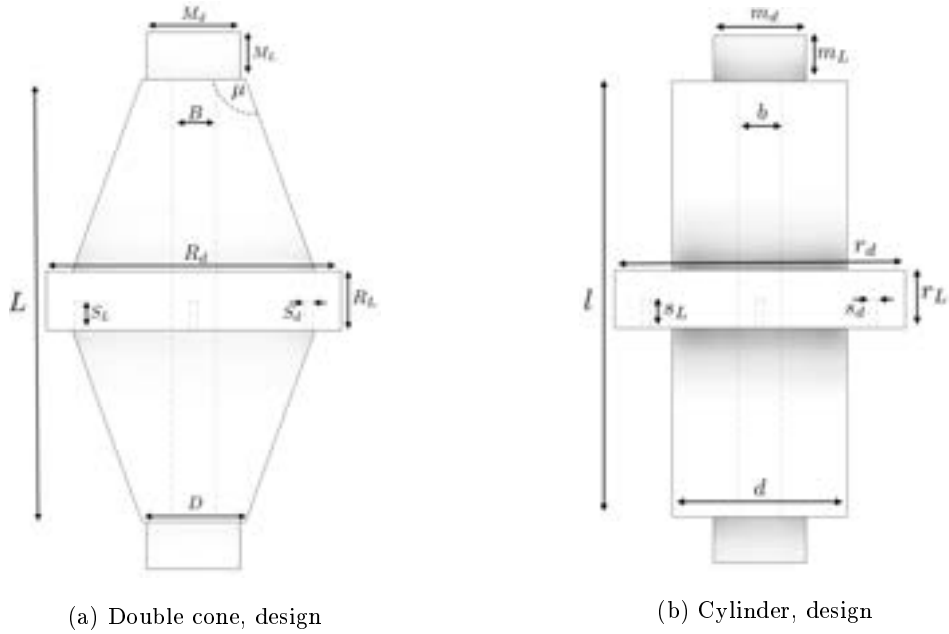 M_d
M_L
μ
B
R_d
L
R_L
S_L
S_d
D
(a) Double cone, design
m_d
m_L
b
r_d
l
r_L
s_L
s_d
d
(b) Cylinder, design